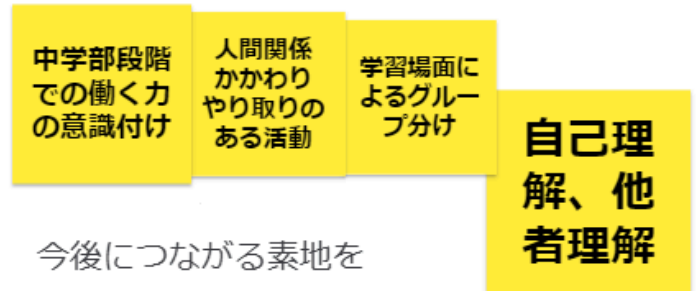 中学部段階
での働く力
の意識付け
人間関係
かかわり
やり取りの
ある活動
学習場面に
よるグルー
プ分け
自己理
解、他
者理解
今後につながる素地を